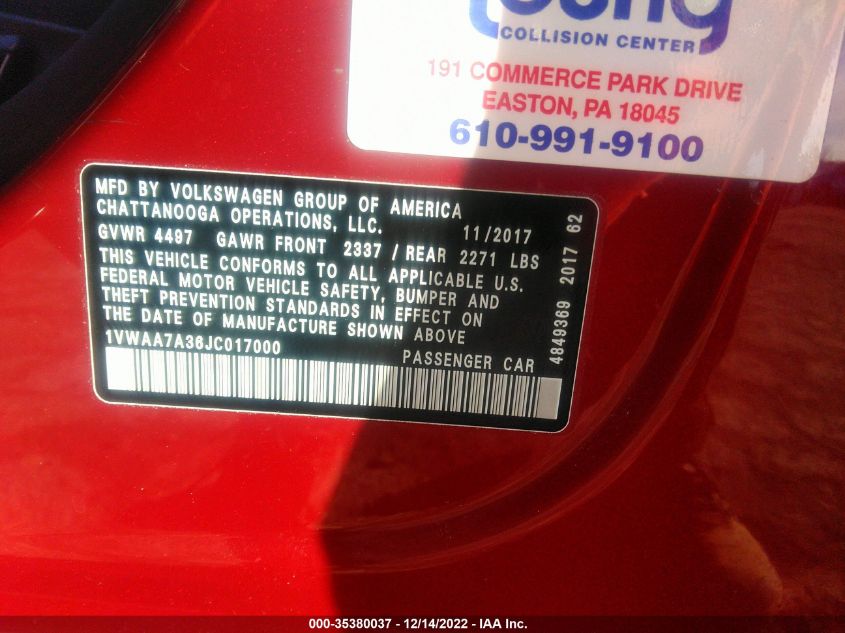 COLLISION CENTER
191 COMMERCE PARK DRIVE
EASTON, PA 18045
610-991-9100
MFD BY VOLKSWAGEN GROUP OF AMERICA
CHATTANOOGA OPERATIONS, LLC. 11/2017
GVWR 4497 GAWR FRONT 2337 / REAR 2271 LBS
THIS VEHICLE CONFORMS TO ALL APPLICABLE U.S.
FEDERAL MOTOR VEHICLE SAFETY, BUMPER AND
THEFT PREVENTION STANDARDS IN EFFECT ON
THE DATE OF MANUFACTURE SHOWN ABOVE
1VWAA7A36JC017000
PASSENGER CAR
4849369 2017 62
000-35380037 - 12/14/2022 - IAA Inc.